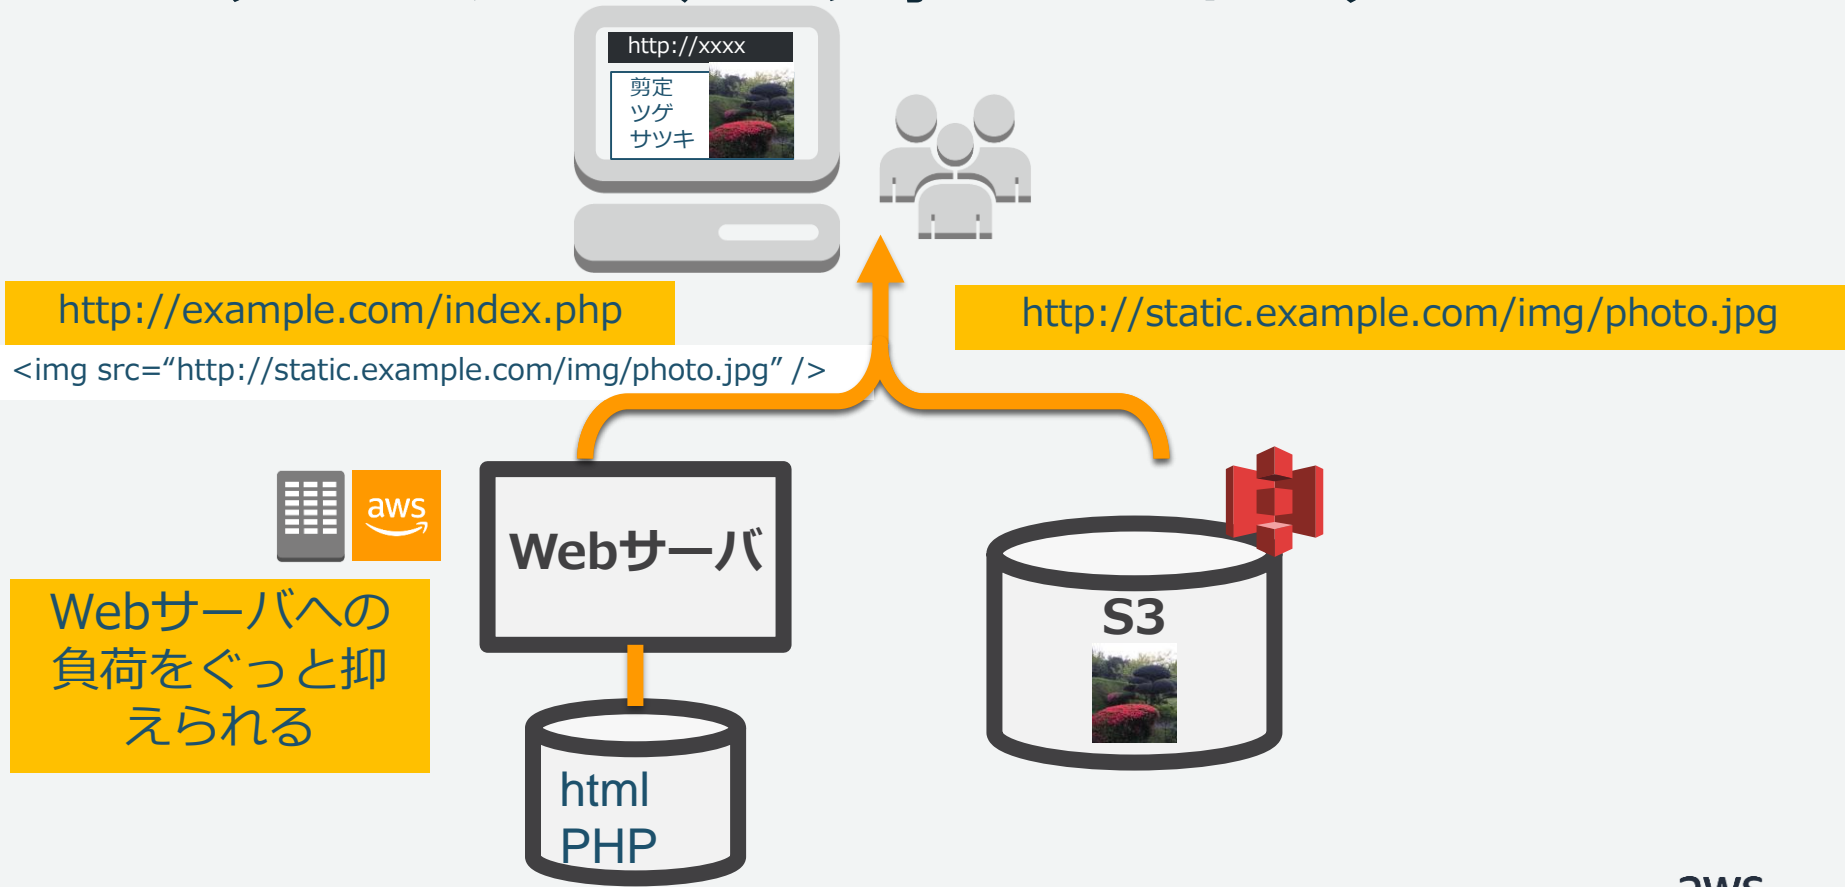 http://xxxx
剪定
ツゲ
サツキ
http://example.com/index.php
http://static.example.com/img/photo.jpg
<img src=“http://static.example.com/img/photo.jpg” />
aws
Webサーバ
Webサーバへの
負荷をぐっと抑
えられる
S3
html
PHP
aws